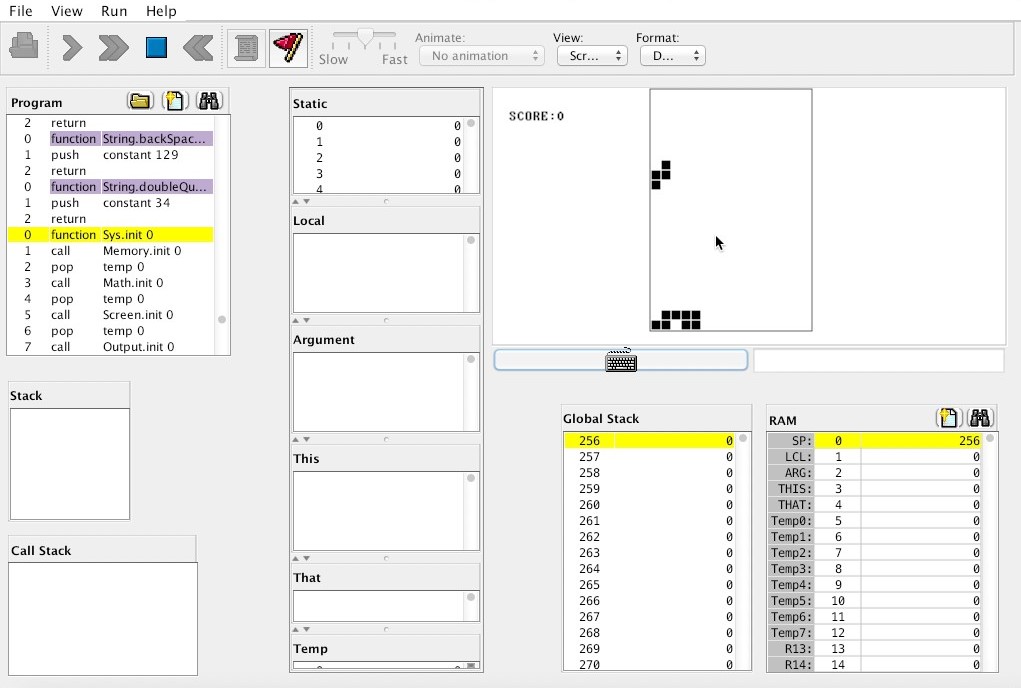 File View Run Help
Slow Fast
Animate:
No animation
View:
Scr...
Format:
D...
Program
2 return
0 function String.backSpac...
1 push constant 129
2 return
0 function String.doubleQu...
1 push constant 34
2 return
0 function Sys.init 0
1 call Memory.init 0
2 pop temp 0
3 call Math.init 0
4 pop temp 0
5 call Screen.init 0
6 pop temp 0
7 call Output.init 0
Stack
Call Stack
Static
0 0
1 0
2 0
3 0
4 0
Local
Argument
This
That
Temp
SCORE:0
Global Stack
256 0
257 0
258 0
259 0
260 0
261 0
262 0
263 0
264 0
265 0
266 0
267 0
268 0
269 0
270 0
RAM
SP: 0 256
LCL: 1 0
ARG: 2 0
THIS: 3 0
THAT: 4 0
Temp0: 5 0
Temp1: 6 0
Temp2: 7 0
Temp3: 8 0
Temp4: 9 0
Temp5: 10 0
Temp6: 11 0
Temp7: 12 0
R13: 13 0
R14: 14 0